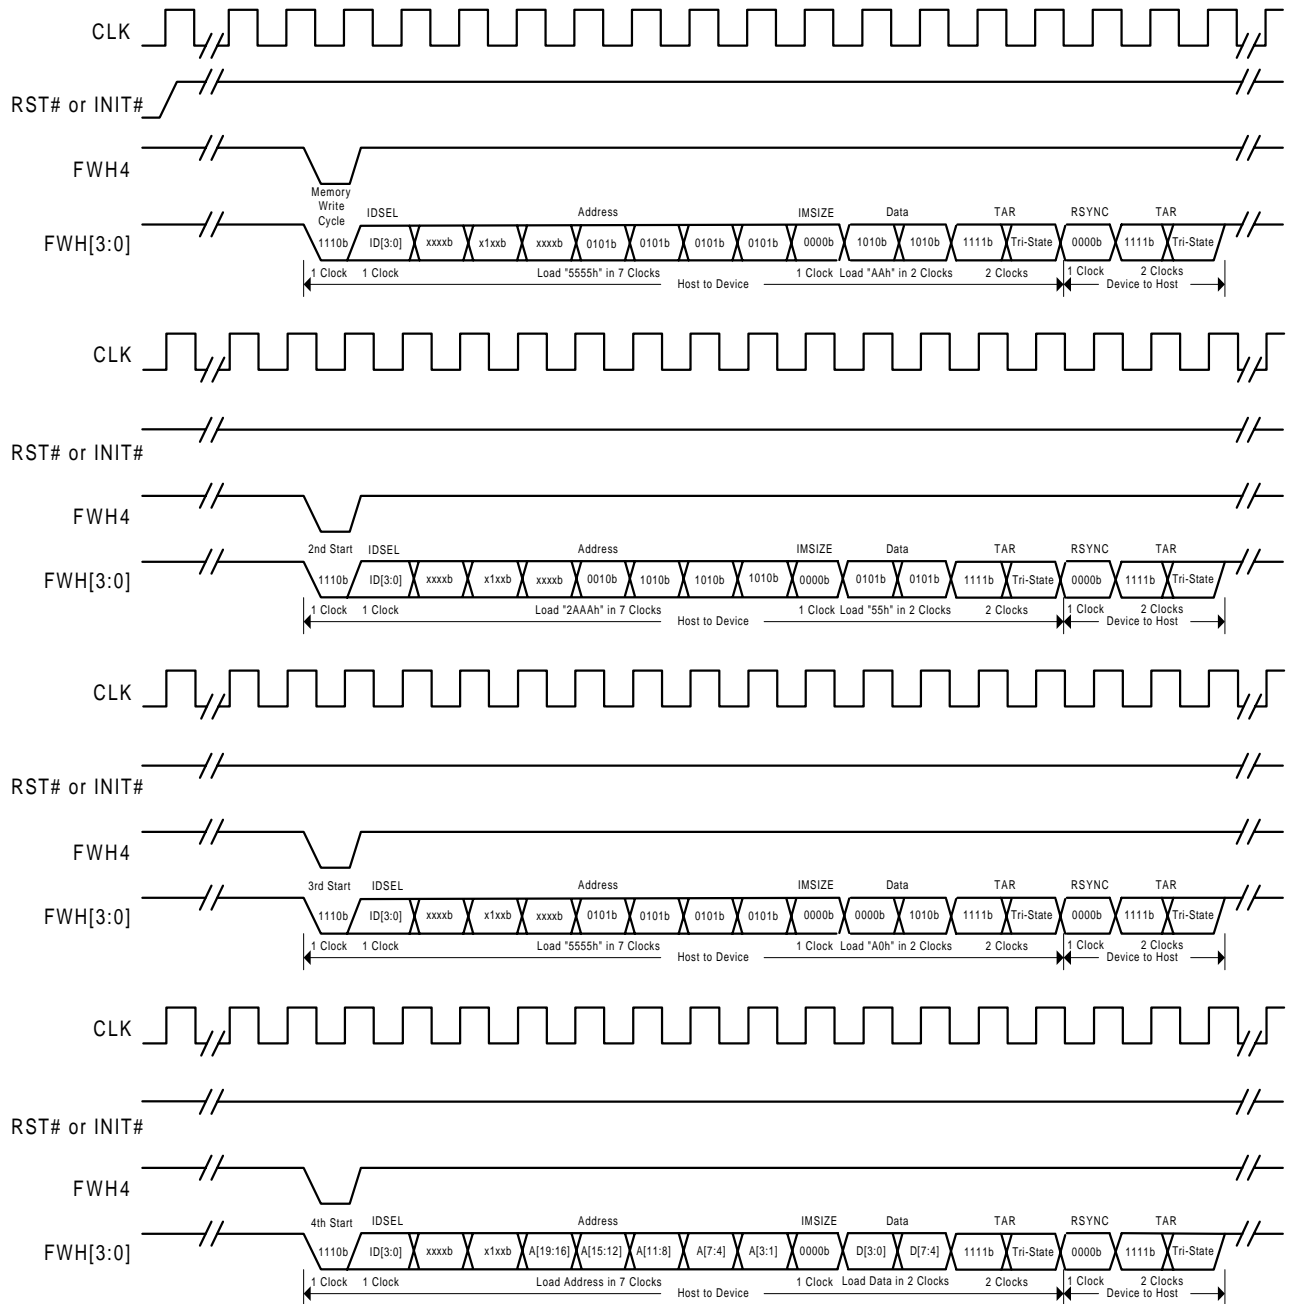 CLK
RST# or INIT#
FWH4
Memory
Write
Cycle
IDSEL Address IMSIZE Data TAR RSYNC TAR
FWH[3:0] 1110b ID[3:0] xxxxb x1xxb xxxxb 0101b 0101b 0101b 0101b 0000b 1010b 1010b 1111b Tri-State 0000b 1111b Tri-State
1 Clock 1 Clock Load "5555h" in 7 Clocks 1 Clock Load "AAh" in 2 Clocks 2 Clocks 1 Clock 2 Clocks
Host to Device Device to Host
CLK
RST# or INIT#
FWH4
2nd Start IDSEL Address IMSIZE Data TAR RSYNC TAR
FWH[3:0] 1110b ID[3:0] xxxxb x1xxb xxxxb 0010b 1010b 1010b 1010b 0000b 0101b 0101b 1111b Tri-State 0000b 1111b Tri-State
1 Clock 1 Clock Load "2AAAh" in 7 Clocks 1 Clock Load "55h" in 2 Clocks 2 Clocks 1 Clock 2 Clocks
Host to Device Device to Host
CLK
RST# or INIT#
FWH4
3rd Start IDSEL Address IMSIZE Data TAR RSYNC TAR
FWH[3:0] 1110b ID[3:0] xxxxb x1xxb xxxxb 0101b 0101b 0101b 0101b 0000b 0000b 1010b 1111b Tri-State 0000b 1111b Tri-State
1 Clock 1 Clock Load "5555h" in 7 Clocks 1 Clock Load "A0h" in 2 Clocks 2 Clocks 1 Clock 2 Clocks
Host to Device Device to Host
CLK
RST# or INIT#
FWH4
4th Start IDSEL Address IMSIZE Data TAR RSYNC TAR
FWH[3:0] 1110b ID[3:0] xxxxb x1xxb A[19:16] A[15:12] A[11:8] A[7:4] A[3:1] 0000b D[3:0] D[7:4] 1111b Tri-State 0000b 1111b Tri-State
1 Clock 1 Clock Load Address in 7 Clocks 1 Clock Load Data in 2 Clocks 2 Clocks 1 Clock 2 Clocks
Host to Device Device to Host